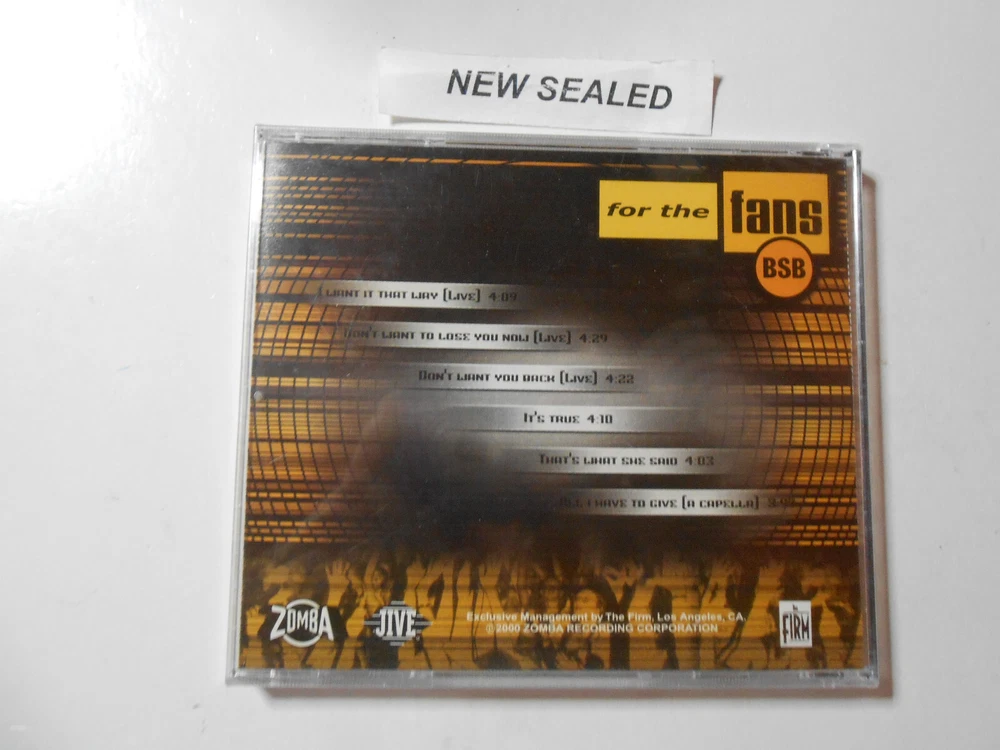 NEW SEALED
for the fans
BSB
I WANT IT THAT WAY (LIVE) 4:09
DON'T WANT TO LOSE YOU NOW (LIVE) 4:29
DON'T WANT YOU BACK (LIVE) 4:22
IT'S TRUE 4:10
THAT'S WHAT SHE SAID 4:03
ALL I HAVE TO GIVE (A CAPELLA)
ZOMBA
JIVE
Exclusive Management by The Firm, Los Angeles, CA.
©2000 ZOMBA RECORDING CORPORATION
FIRM